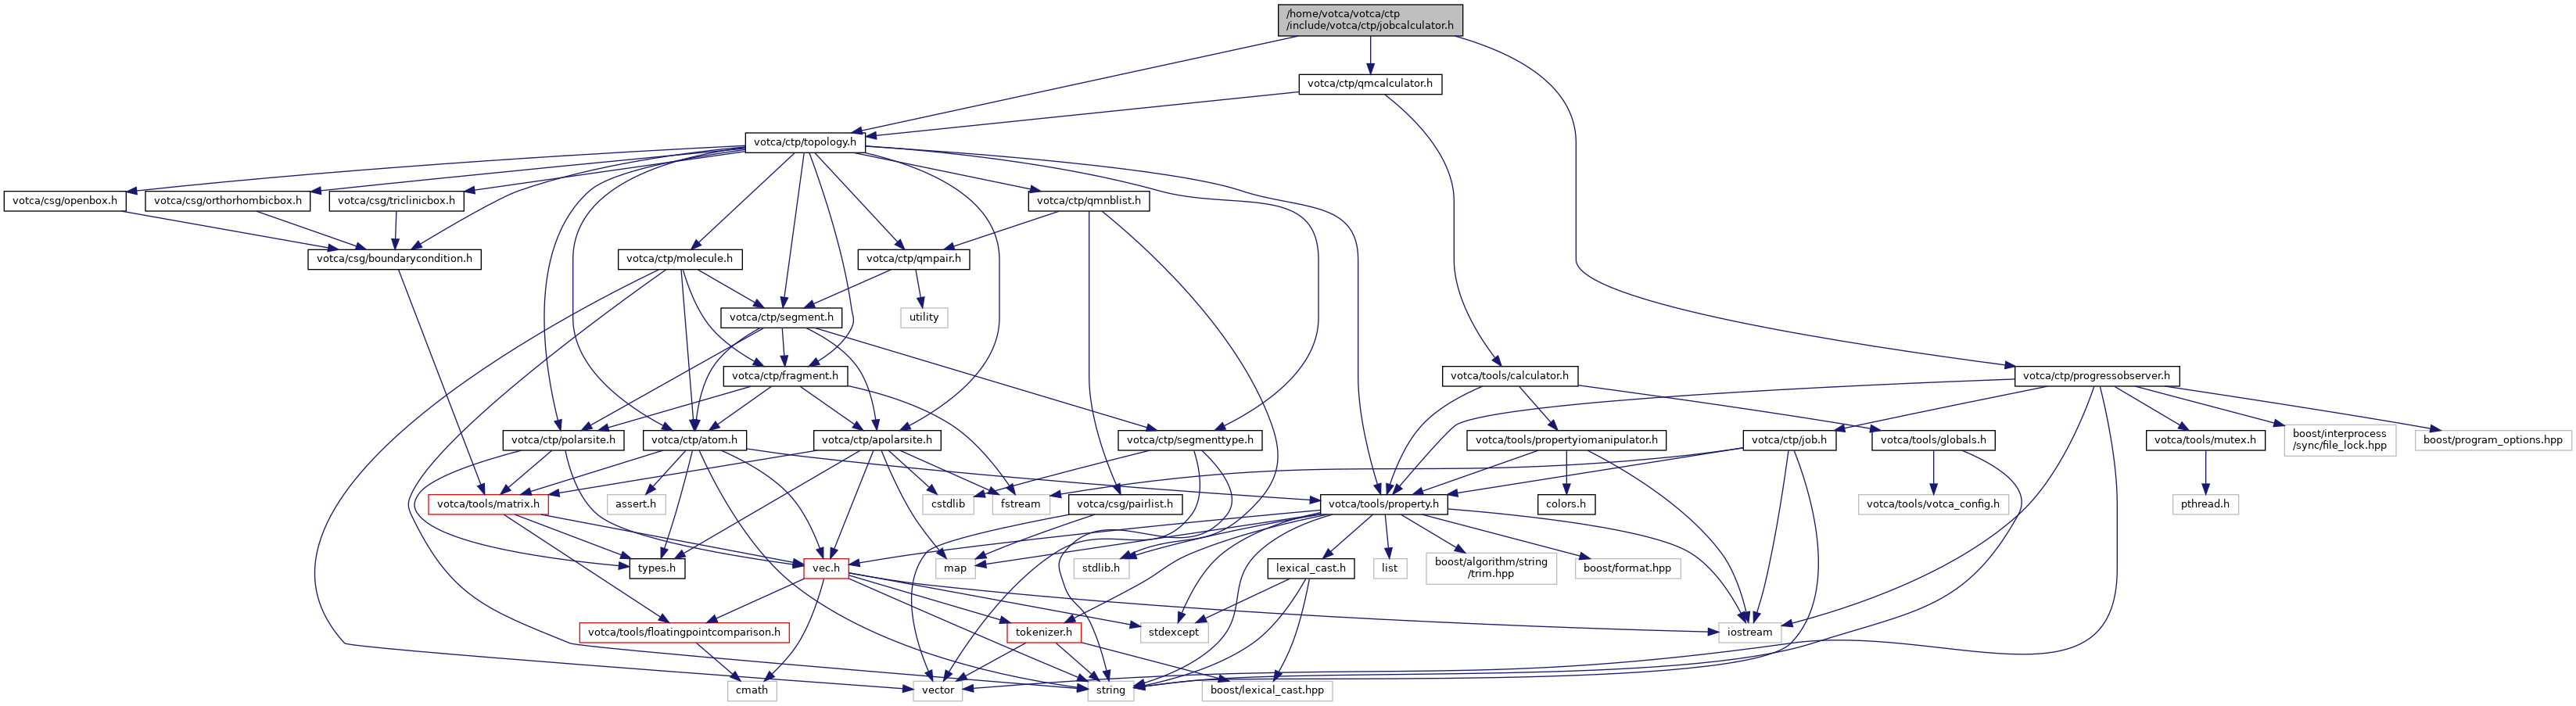 /home/votca/votca/ctp
/include/votca/ctp/jobcalculator.h
votca/ctp/qmcalculator.h
votca/ctp/topology.h
votca/csg/openbox.h
votca/csg/orthorhombicbox.h
votca/csg/triclinicbox.h
votca/ctp/qmnblist.h
votca/csg/boundarycondition.h
votca/ctp/molecule.h
votca/ctp/qmpair.h
votca/ctp/segment.h
utility
votca/ctp/fragment.h
votca/tools/calculator.h
votca/ctp/progressobserver.h
votca/ctp/polarsite.h
votca/ctp/atom.h
votca/ctp/apolarsite.h
votca/ctp/segmenttype.h
votca/tools/propertyiomanipulator.h
votca/ctp/job.h
votca/tools/globals.h
votca/tools/mutex.h
boost/interprocess
/sync/file_lock.hpp
boost/program_options.hpp
votca/tools/matrix.h
assert.h
cstdlib
fstream
votca/csg/pairlist.h
votca/tools/property.h
colors.h
votca/tools/votca_config.h
pthread.h
types.h
vec.h
map
stdlib.h
lexical_cast.h
list
boost/algorithm/string
/trim.hpp
boost/format.hpp
votca/tools/floatingpointcomparison.h
tokenizer.h
stdexcept
iostream
cmath
vector
string
boost/lexical_cast.hpp